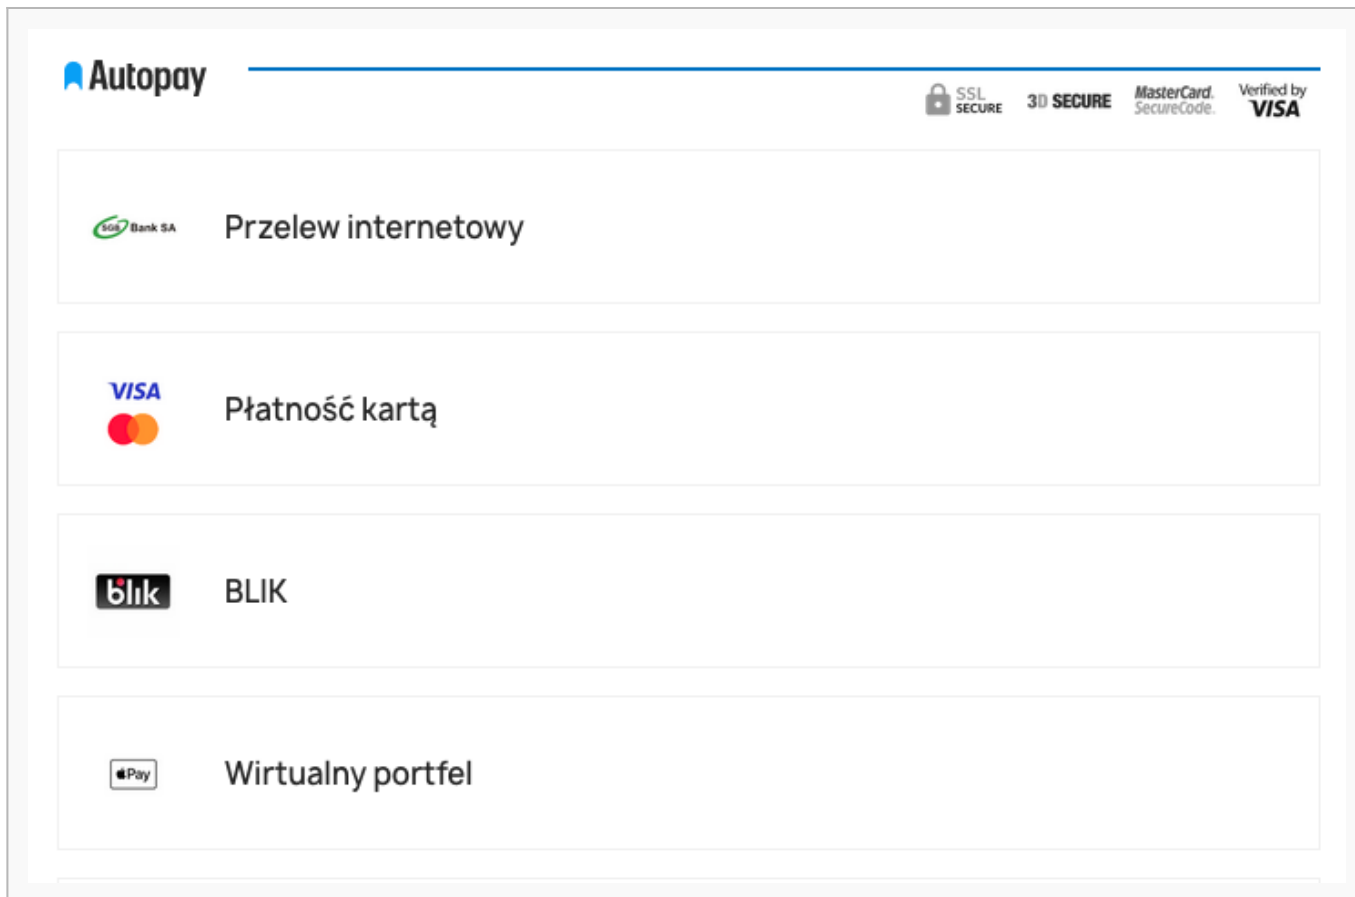 Autopay
SSL
SECURE
3D SECURE
MasterCard.
SecureCode.
Verified by
VISA
SGB Bank SA
Przelew internetowy
VISA
Płatność kartą
blik
BLIK
Pay
Wirtualny portfel